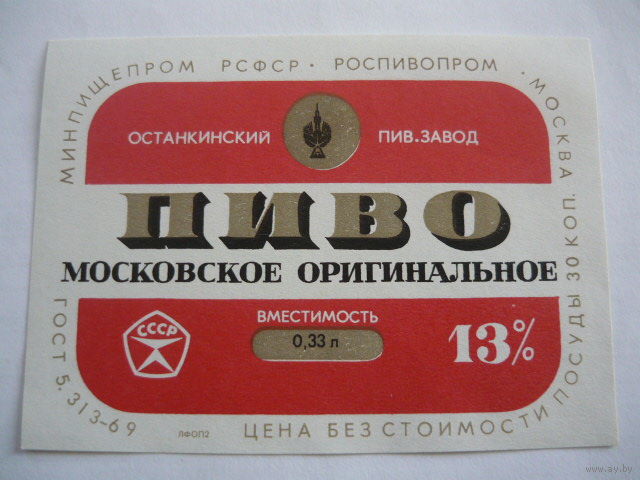 МИНПИЩЕПРОМ РСФСР · РОСПИВОПРОМ · МОСКВА
ОСТАНКИНСКИЙ ПИВ.ЗАВОД
ПИВО
МОСКОВСКОЕ ОРИГИНАЛЬНОЕ
СССР
ВМЕСТИМОСТЬ
0,33 л
13%
ГОСТ 5.313-69
ЛФОП2
ЦЕНА БЕЗ СТОИМОСТИ ПОСУДЫ 30 КОП.
www.ay.by